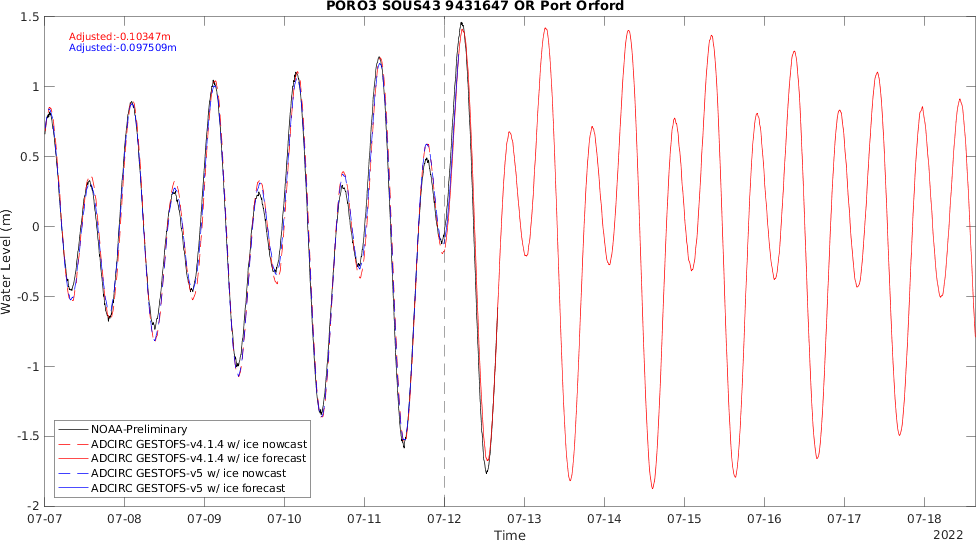 PORO3 SOUS43 9431647 OR Port Orford
Adjusted:-0.10347m
Adjusted:-0.097509m
1.5
1
0.5
0
-0.5
-1
-1.5
-2
Water Level (m)
NOAA-Preliminary
ADCIRC GESTOFS-v4.1.4 w/ ice nowcast
ADCIRC GESTOFS-v4.1.4 w/ ice forecast
ADCIRC GESTOFS-v5 w/ ice nowcast
ADCIRC GESTOFS-v5 w/ ice forecast
07-07 07-08 07-09 07-10 07-11 07-12 07-13 07-14 07-15 07-16 07-17 07-18
Time
2022